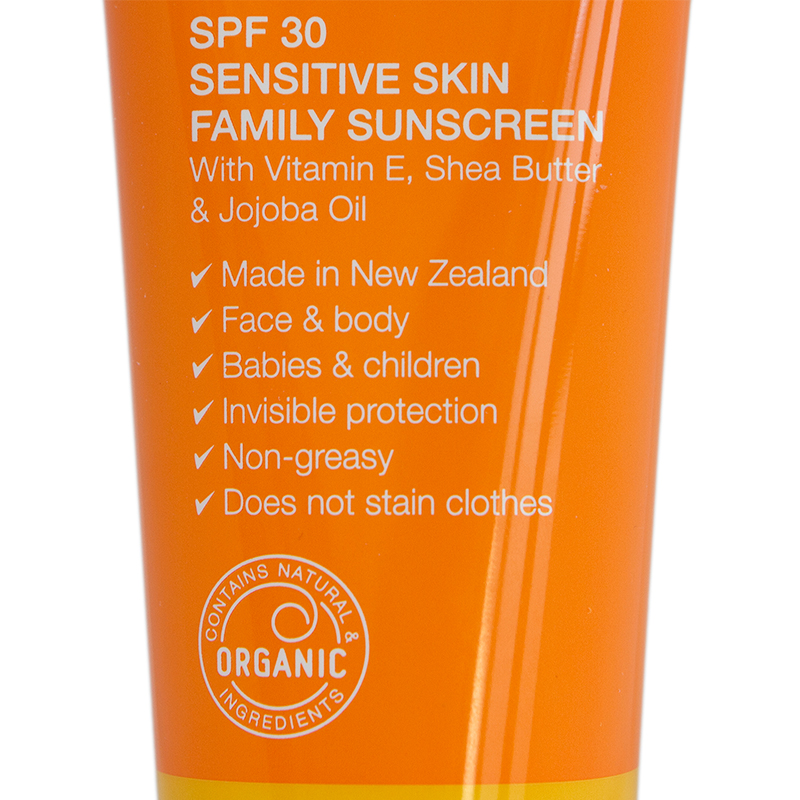 SPF 30
SENSITIVE SKIN
FAMILY SUNSCREEN
With Vitamin E, Shea Butter
& Jojoba Oil
✓ Made in New Zealand
✓ Face & body
✓ Babies & children
✓ Invisible protection
✓ Non-greasy
✓ Does not stain clothes
CONTAINS NATURAL &
ORGANIC
INGREDIENTS